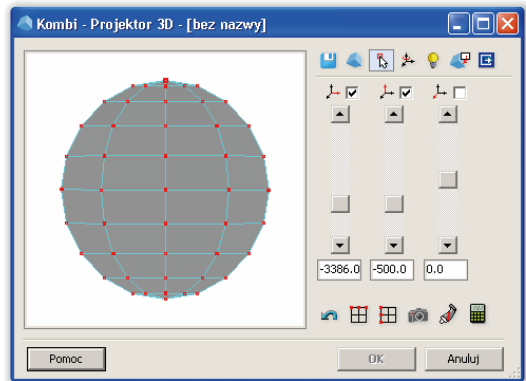 Kombi - Projektor 3D - [bez nazwy]
-3386.0 -500.0 0.0
Pomoc OK Anuluj